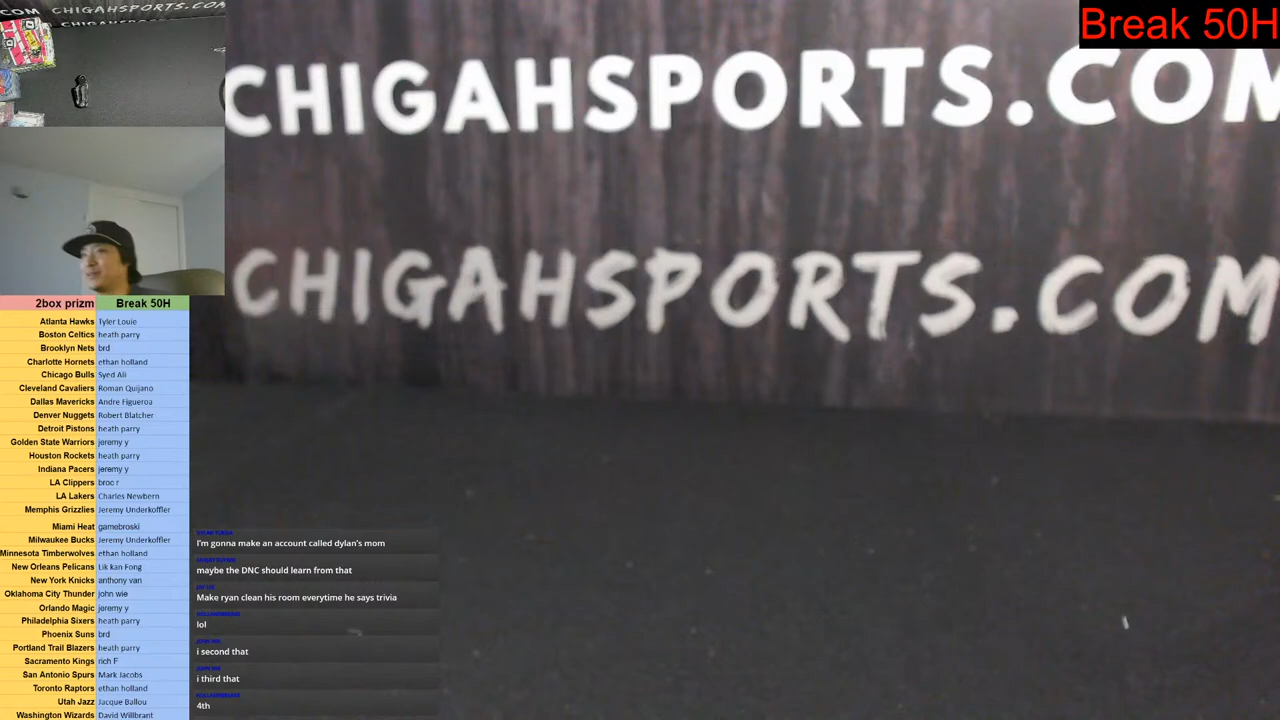 COM CHIGAHSPORTS.COM
CHIGAHSPORTS.COM
Break 50H
CHIGAHSPORTS.COM
CHIGAHSPORTS.COM
2box prizm Break 50H
Atlanta Hawks Tyler Louie
Boston Celtics heath parry
Brooklyn Nets brd
Charlotte Hornets ethan holland
Chicago Bulls Syed Ali
Cleveland Cavaliers Roman Quijano
Dallas Mavericks Andre Figueroa
Denver Nuggets Robert Blatcher
Detroit Pistons heath parry
Golden State Warriors jeremy y
Houston Rockets heath parry
Indiana Pacers jeremy y
LA Clippers broc r
LA Lakers Charles Newbern
Memphis Grizzlies Jeremy Underkoffler
Miami Heat gamebroski
Milwaukee Bucks Jeremy Underkoffler
Minnesota Timberwolves ethan holland
New Orleans Pelicans Lik kan Fong
New York Knicks anthony van
Oklahoma City Thunder john wie
Orlando Magic jeremy y
Philadelphia Sixers heath parry
Phoenix Suns brd
Portland Trail Blazers heath parry
Sacramento Kings rich F
San Antonio Spurs Mark Jacobs
Toronto Raptors ethan holland
Utah Jazz Jacque Ballou
Washington Wizards David Willbrant
I'm gonna make an account called dylan's mom
maybe the DNC should learn from that
Make ryan clean his room everytime he says trivia
lol
i second that
i third that
4th